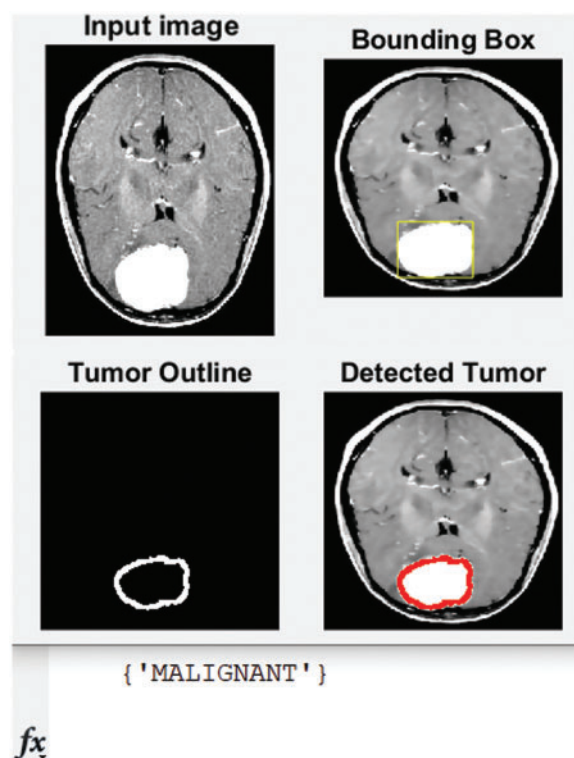 Input image
Bounding Box
Tumor Outline
Detected Tumor
{'MALIGNANT'}
fx